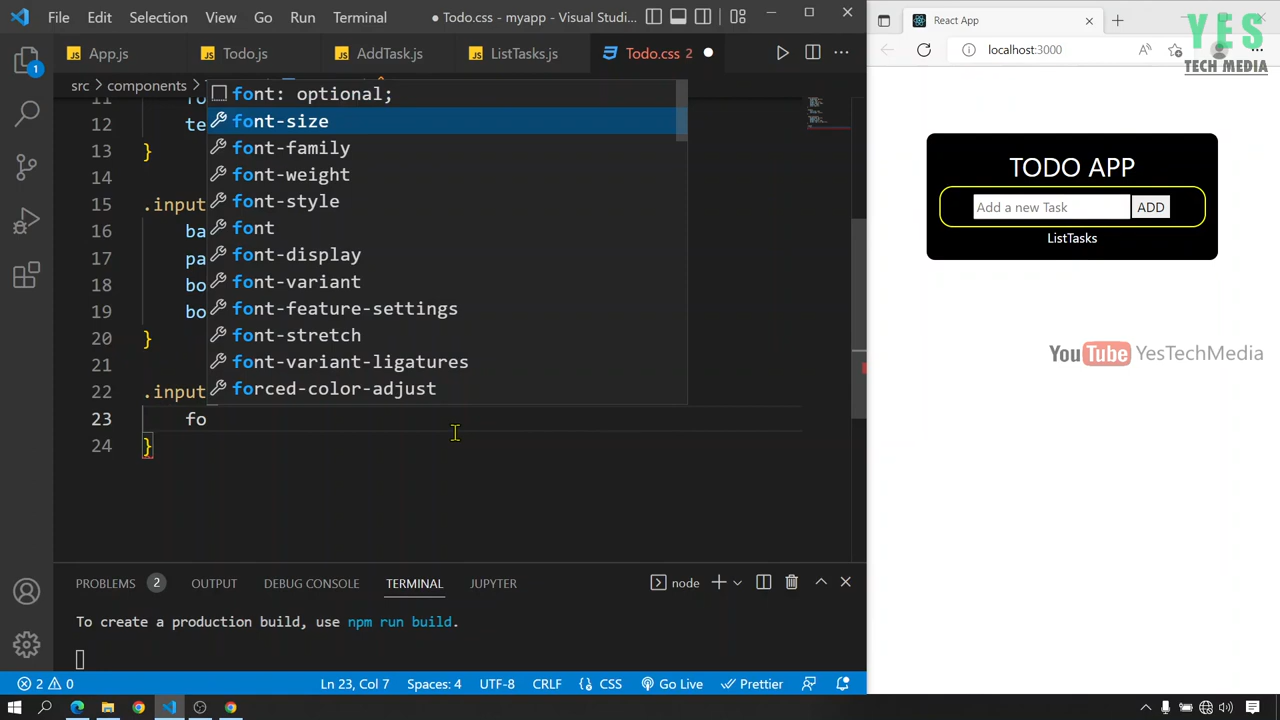 File Edit Selection View Go Run Terminal
● Todo.css - myapp - Visual Studi...
App.js Todo.js AddTask.js ListTasks.js Todo.css 2
src > components >
11
12 te
13 }
14
15 .input
16 ba
17 pa
18 bo
19 bo
20 }
21
22 .input
23 fo
24 }
font: optional;
font-size
font-family
font-weight
font-style
font
font-display
font-variant
font-feature-settings
font-stretch
font-variant-ligatures
forced-color-adjust
PROBLEMS 2 OUTPUT DEBUG CONSOLE TERMINAL JUPYTER
node
To create a production build, use npm run build.
2 0 Ln 23, Col 7 Spaces: 4 UTF-8 CRLF {} CSS Go Live Prettier
1
React App
localhost:3000
YES
TECH MEDIA
TODO APP
Add a new Task ADD
ListTasks
YouTube YesTechMedia